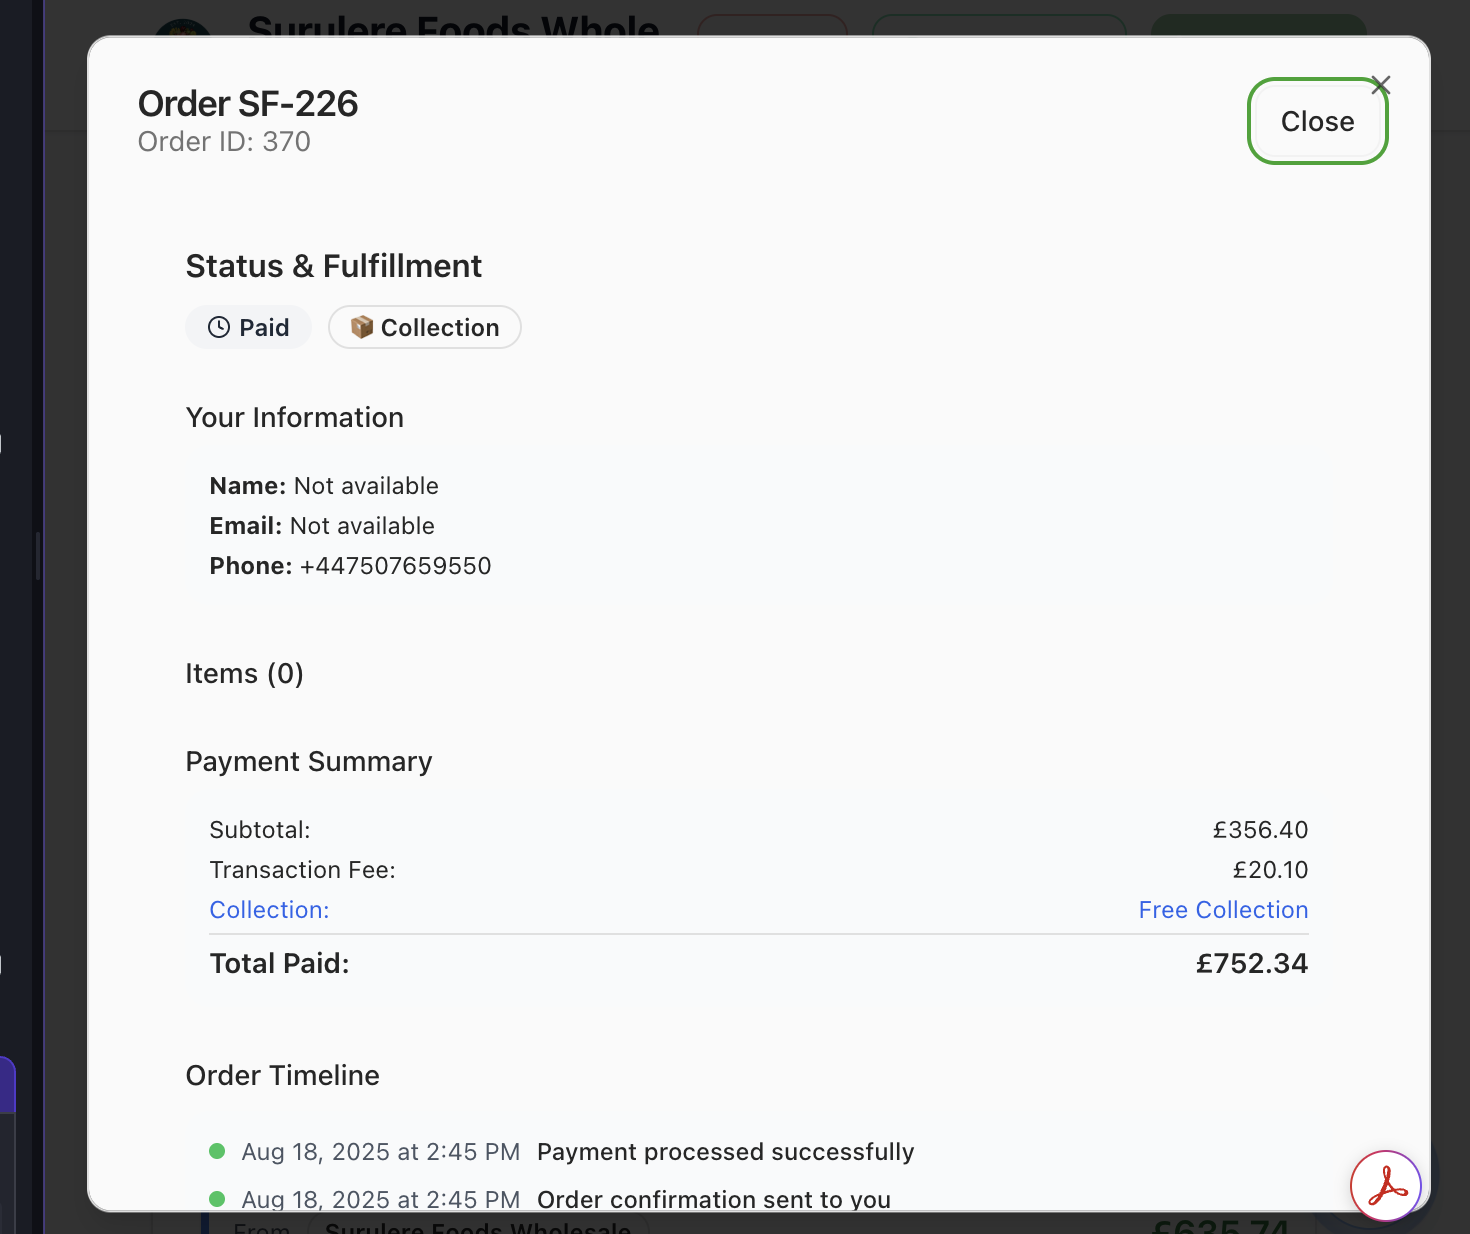 Surulere Foods Whole
Order SF-226
Order ID: 370
Close
Status & Fulfillment
Paid
Collection
Your Information
Name: Not available
Email: Not available
Phone: +447507659550
Items (0)
Payment Summary
Subtotal: £356.40
Transaction Fee: £20.10
Collection: Free Collection
Total Paid: £752.34
Order Timeline
Aug 18, 2025 at 2:45 PM Payment processed successfully
Aug 18, 2025 at 2:45 PM Order confirmation sent to you
From Surulere Foods Wholesale £635.74